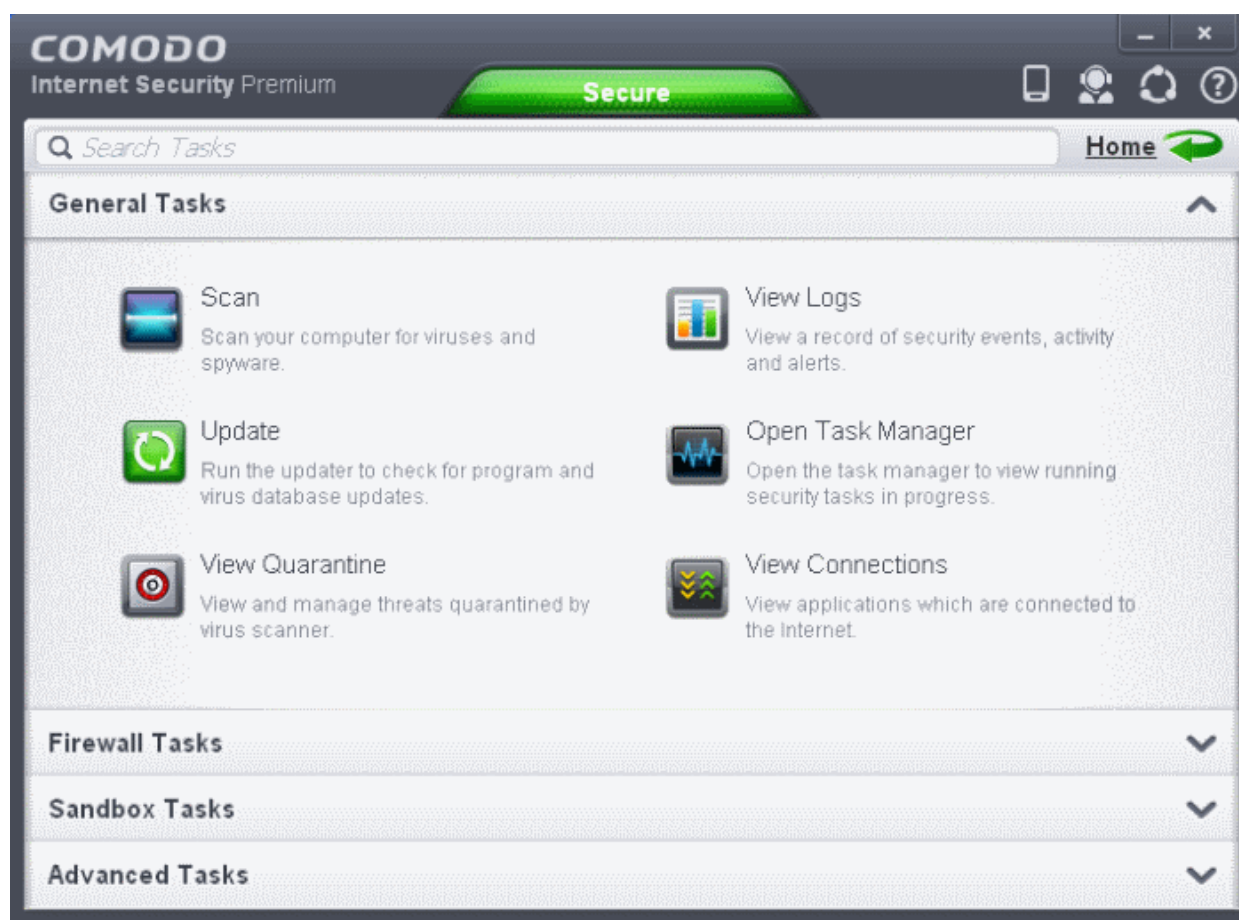 COMODO
Internet Security Premium
Secure
Search Tasks
Home
General Tasks
Scan
Scan your computer for viruses and
spyware.
View Logs
View a record of security events, activity
and alerts.
Update
Run the updater to check for program and
virus database updates.
Open Task Manager
Open the task manager to view running
security tasks in progress.
View Quarantine
View and manage threats quarantined by
virus scanner.
View Connections
View applications which are connected to
the Internet.
Firewall Tasks
Sandbox Tasks
Advanced Tasks